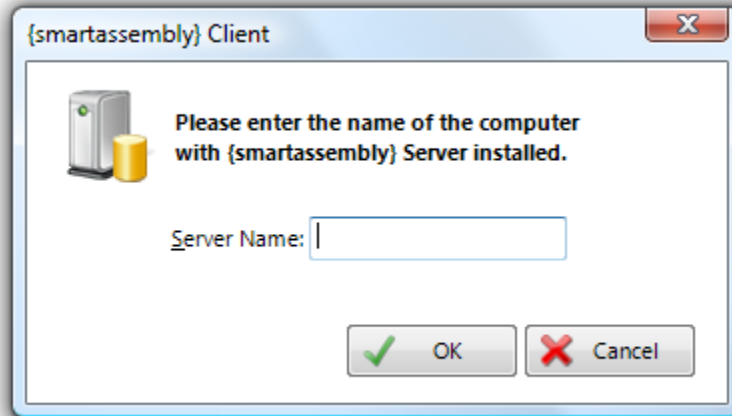 {smartassembly} Client
Please enter the name of the computer
with {smartassembly} Server installed.
Server Name:
OK
Cancel